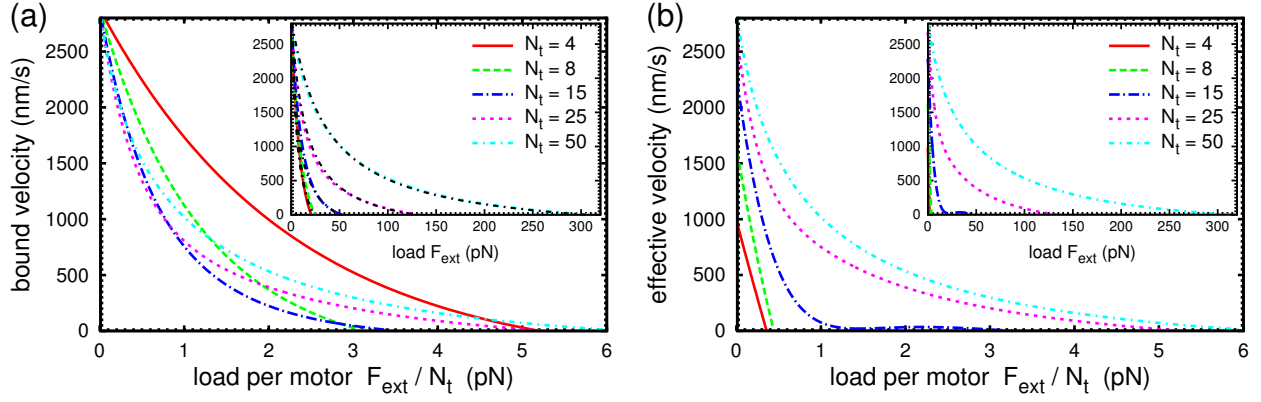 (a)
bound velocity (nm/s)
2500
2000
1500
1000
500
0
0 1 2 3 4 5 6
load per motor F_ext / N_t (pN)
2500
2000
1500
1000
500
0
0 50 100 150 200 250 300
load F_ext (pN)
N_t = 4
N_t = 8
N_t = 15
N_t = 25
N_t = 50
(b)
effective velocity (nm/s)
2500
2000
1500
1000
500
0
0 1 2 3 4 5 6
load per motor F_ext / N_t (pN)
2500
2000
1500
1000
500
0
0 50 100 150 200 250 300
load F_ext (pN)
N_t = 4
N_t = 8
N_t = 15
N_t = 25
N_t = 50